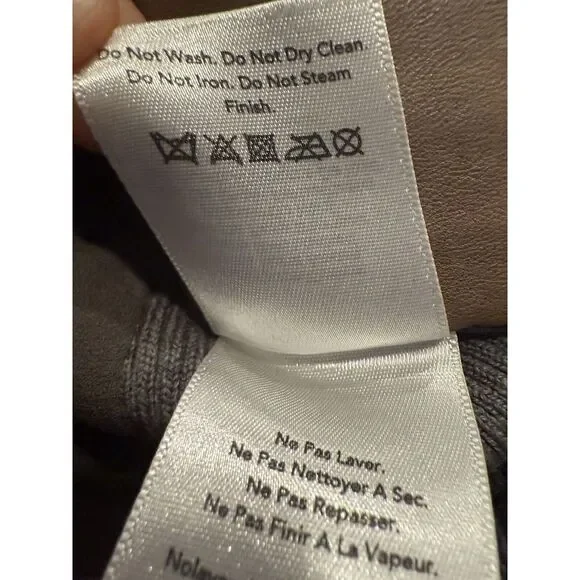 Do Not Wash. Do Not Dry Clean.
Do Not Iron. Do Not Steam
Finish.
Ne Pas Laver.
Ne Pas Nettoyer A Sec.
Ne Pas Repasser.
Ne Pas Finir A La Vapeur.